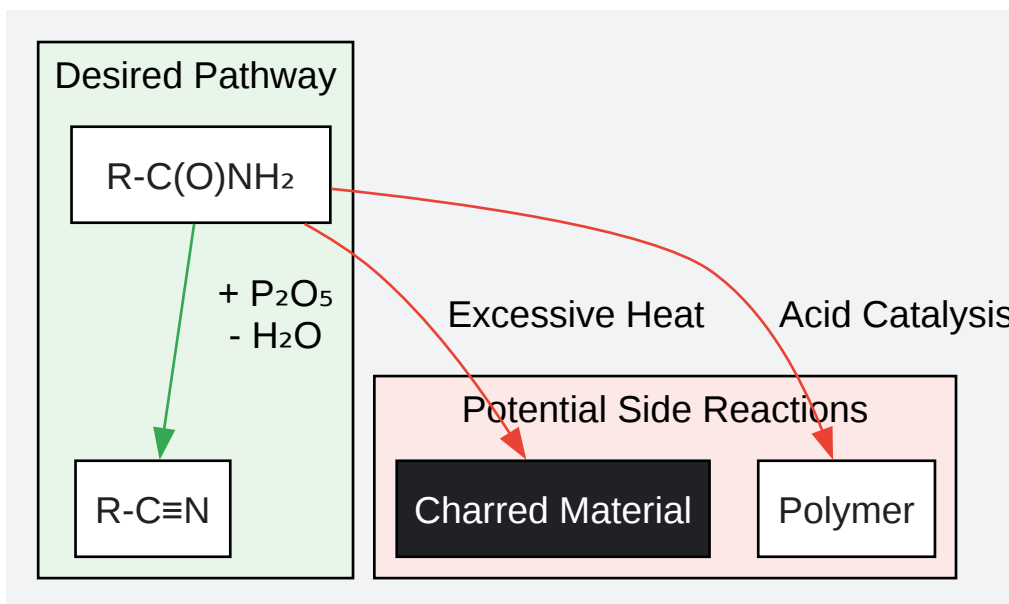 Desired Pathway
R-C(O)NH₂
+ P₂O₅
- H₂O
Excessive Heat
Acid Catalysis
Potential Side Reactions
R-C≡N
Charred Material
Polymer